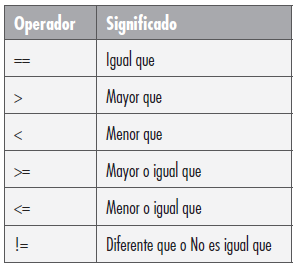 Operador Significado
== Igual que
> Mayor que
< Menor que
>= Mayor o igual que
<= Menor o igual que
!= Diferente que o No es igual que